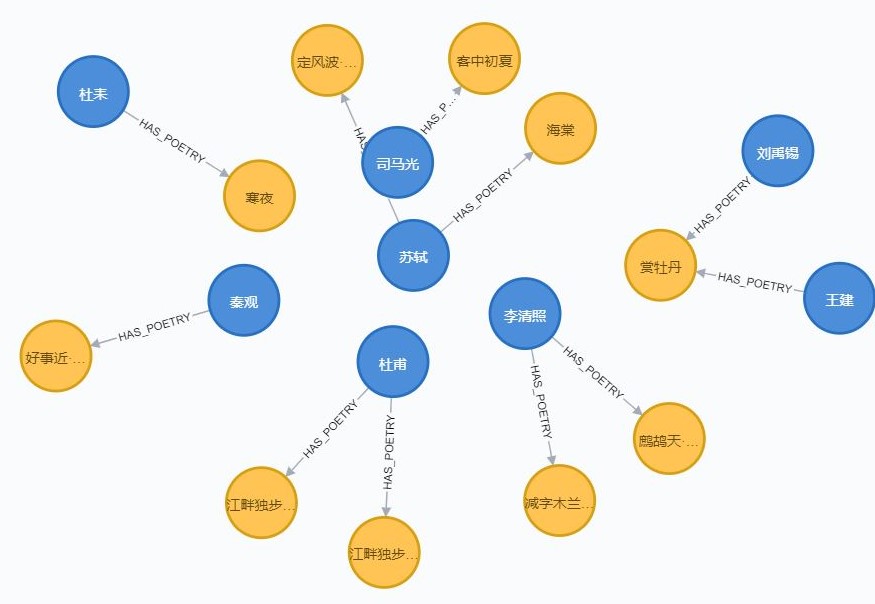 定风波·...
客中初夏
杜耒
HAS_P...
海棠
HAS_POETRY
HAS
司马光
刘禹锡
寒夜
HAS_POETRY
HAS_POETRY
苏轼
赏牡丹
HAS_POETRY
王建
秦观
李清照
HAS_POETRY
好事近·...
杜甫
HAS_POETRY
HAS_POETRY
HAS_POETRY
HAS_POETRY
鹧鸪天·...
江畔独步...
减字木兰...
江畔独步...